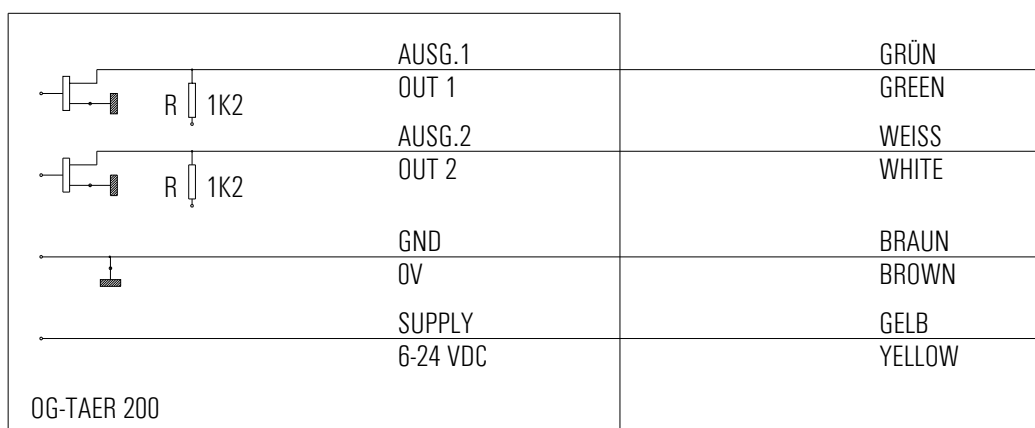 AUSG.1 GRÜN
OUT 1 GREEN
R 1K2
AUSG.2 WEISS
OUT 2 WHITE
R 1K2
GND BRAUN
0V BROWN
SUPPLY GELB
6-24 VDC YELLOW
OG-TAER 200